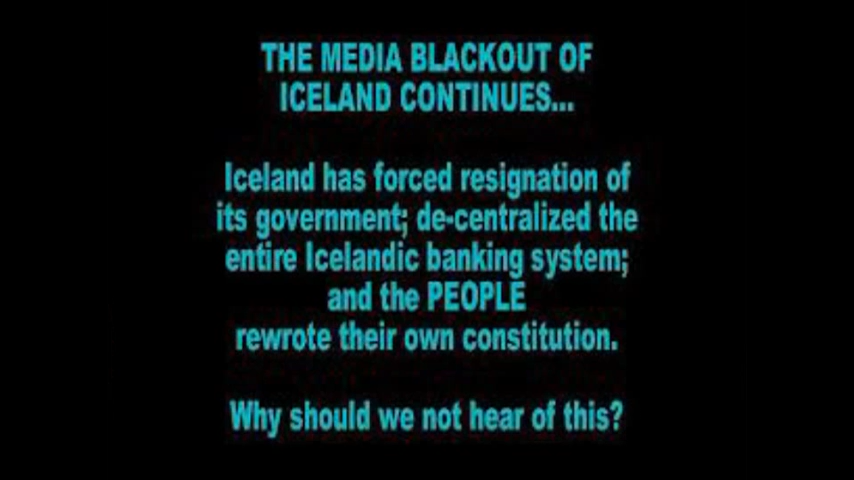 THE MEDIA BLACKOUT OF
ICELAND CONTINUES...
Iceland has forced resignation of
its government; de-centralized the
entire Icelandic banking system;
and the PEOPLE
rewrote their own constitution.
Why should we not hear of this?